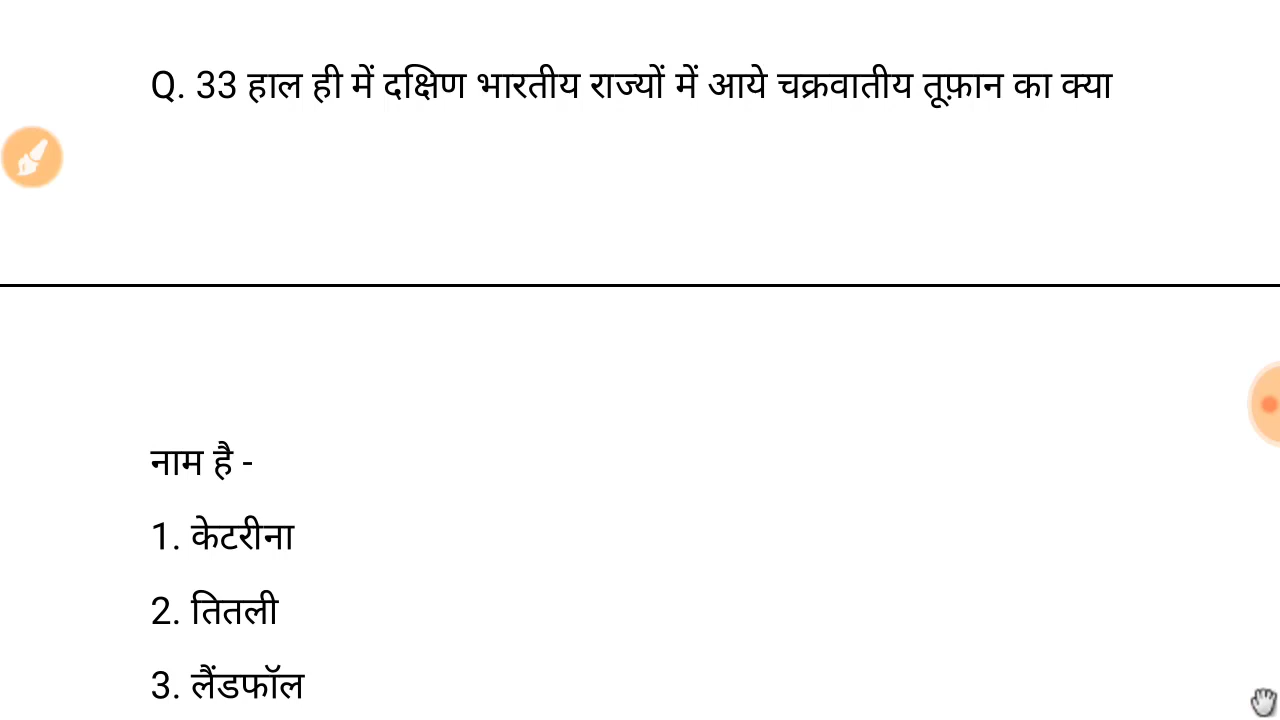 Q. 33 हाल ही में दक्षिण भारतीय राज्यों में आये चक्रवातीय तूफ़ान का क्या
नाम है -
1. केटरीना
2. तितली
3. लैंडफॉल